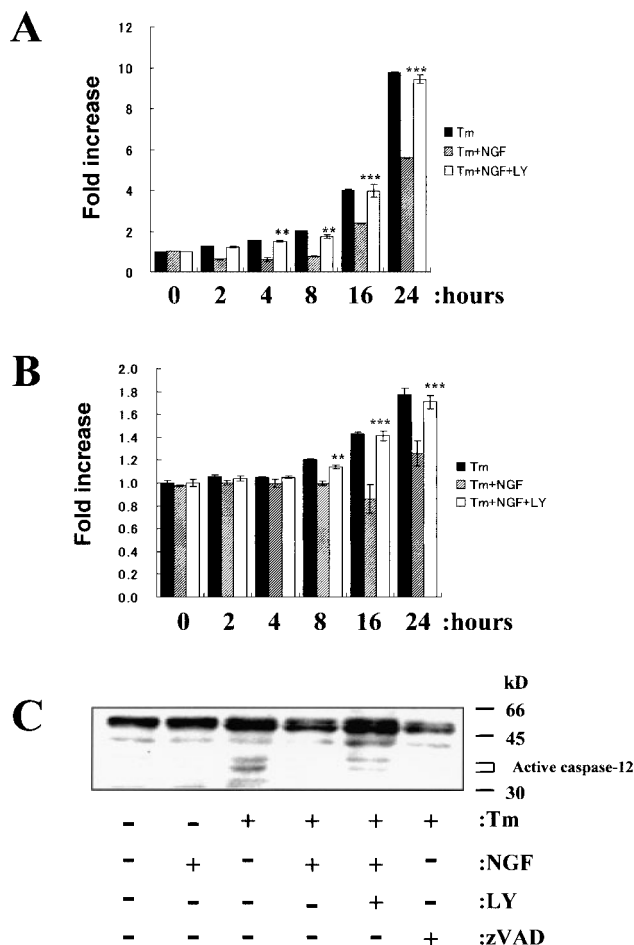 A
Fold increase
12
10
8
6
4
2
0
** ** *** ***
Tm
Tm+NGF
Tm+NGF+LY
0 2 4 8 16 24 :hours
B
Fold increase
2.0
1.8
1.6
1.4
1.2
1.0
0.8
0.6
0.4
0.2
0.0
** *** ***
Tm
Tm+NGF
Tm+NGF+LY
0 2 4 8 16 24 :hours
C
kD
66
45
Active caspase-12
30
- - + + + + :Tm
- + - + + - :NGF
- - - - + - :LY
- - - - - + :zVAD